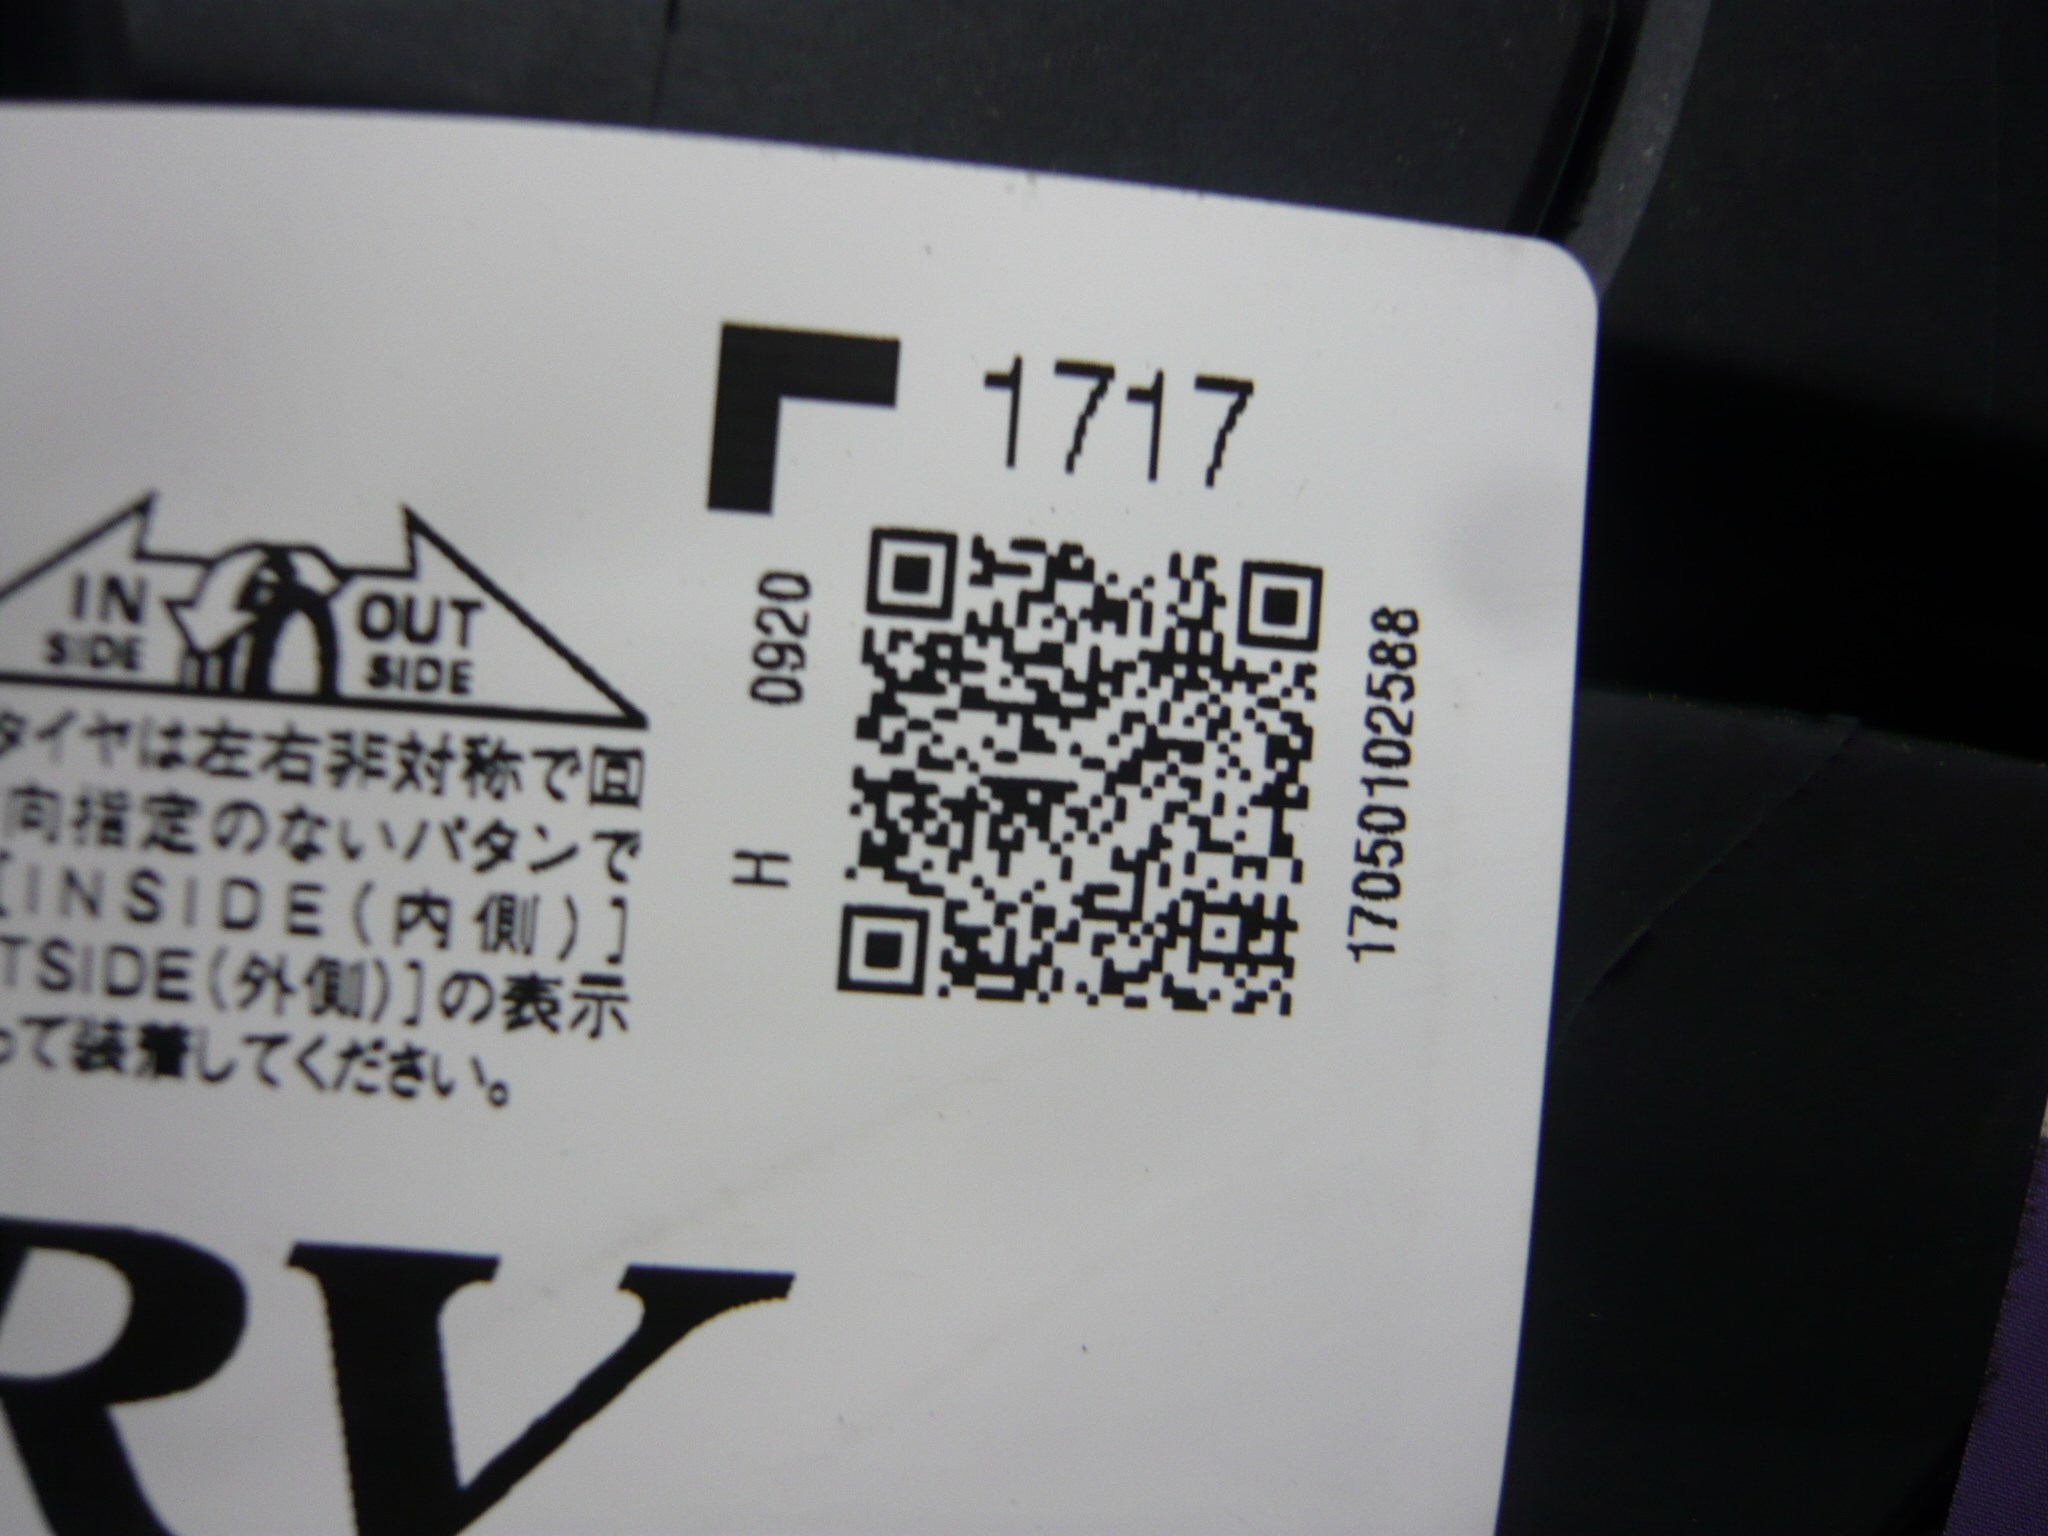 1717
IN
SIDE
OUT
SIDE
0920
H
17050102588
タイヤは左右非対称で回
向指定のないパタンで
[INSIDE(内側)]
TSIDE(外側)]の表示
って装着してください。
RV